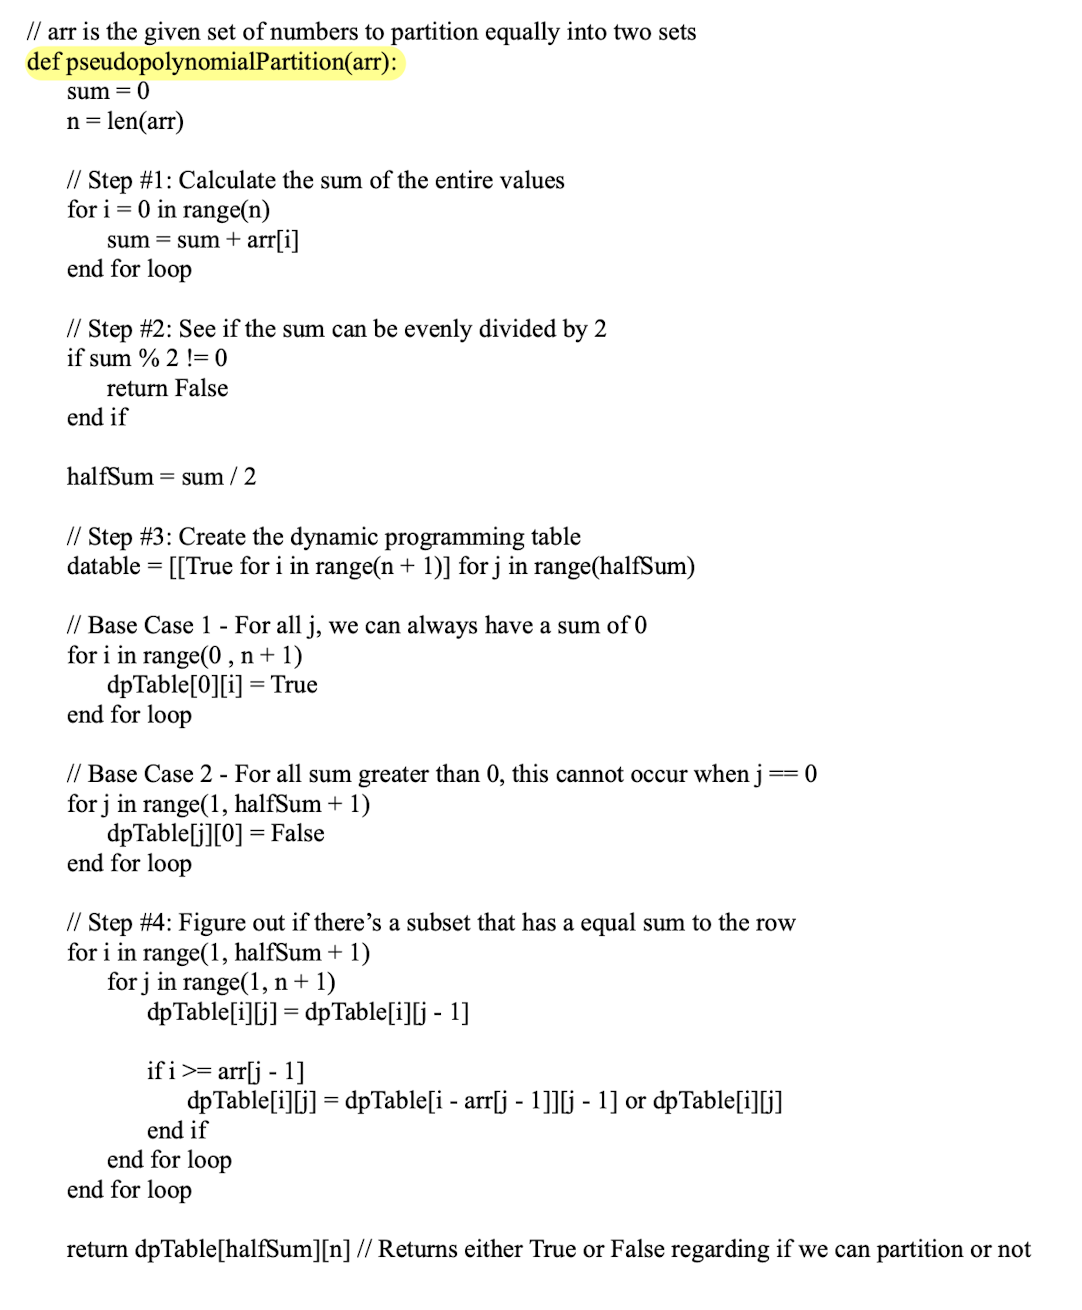 // arr is the given set of numbers to partition equally into two sets
def pseudopolynomialPartition(arr):
sum = 0
n = len(arr)
// Step #1: Calculate the sum of the entire values
for i = 0 in range(n)
sum = sum + arr[i]
end for loop
// Step #2: See if the sum can be evenly divided by 2
if sum % 2 != 0
return False
end if
halfSum = sum / 2
// Step #3: Create the dynamic programming table
datable = [[True for i in range(n + 1)] for j in range(halfSum)
// Base Case 1 - For all j, we can always have a sum of 0
for i in range(0 , n + 1)
dpTable[0][i] = True
end for loop
// Base Case 2 - For all sum greater than 0, this cannot occur when j == 0
for j in range(1, halfSum + 1)
dpTable[j][0] = False
end for loop
// Step #4: Figure out if there’s a subset that has a equal sum to the row
for i in range(1, halfSum + 1)
for j in range(1, n + 1)
dpTable[i][j] = dpTable[i][j - 1]
if i >= arr[j - 1]
dpTable[i][j] = dpTable[i - arr[j - 1]][j - 1] or dpTable[i][j]
end if
end for loop
end for loop
return dpTable[halfSum][n] // Returns either True or False regarding if we can partition or not